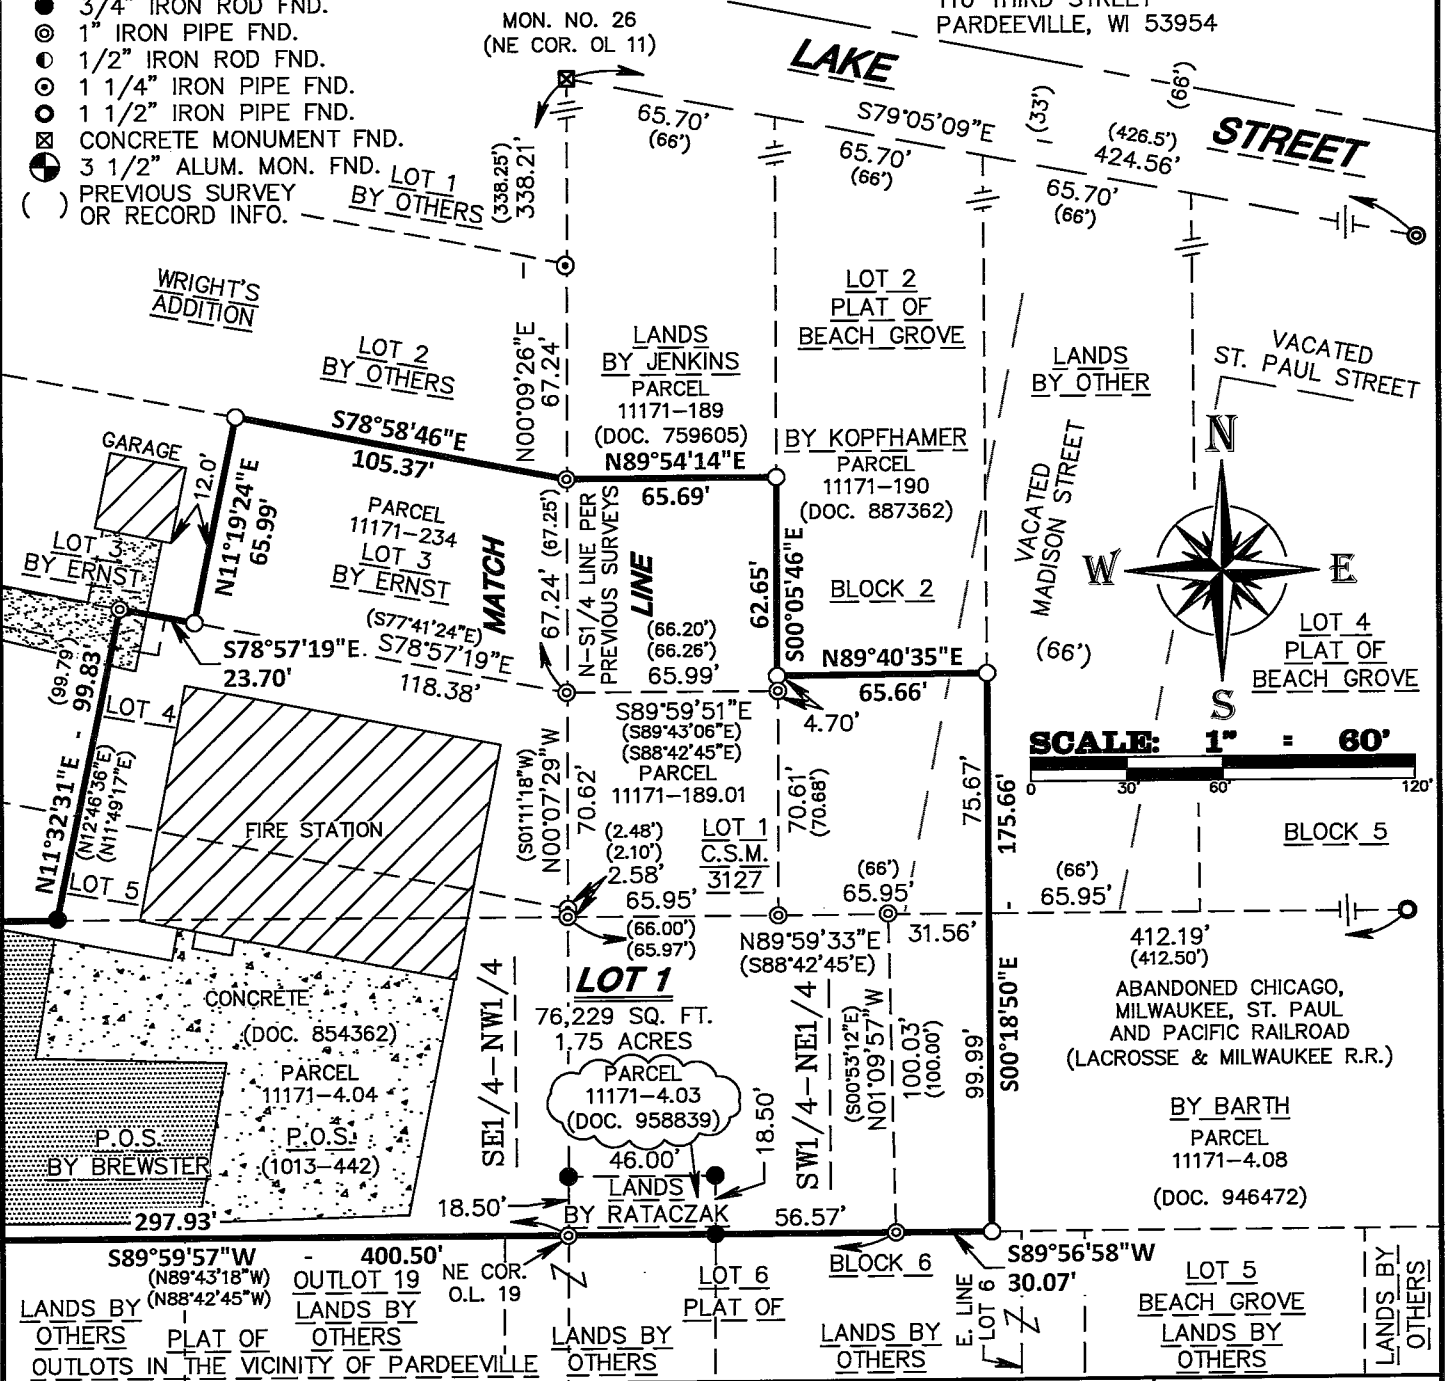 3/4" IRON ROD FND.
1" IRON PIPE FND.
1/2" IRON ROD FND.
1 1/4" IRON PIPE FND.
1 1/2" IRON PIPE FND.
CONCRETE MONUMENT FND.
3 1/2" ALUM. MON. FND.
( ) PREVIOUS SURVEY
OR RECORD INFO.
MON. NO. 26
(NE COR. OL 11)
110 THIRD STREET
PARDEEVILLE, WI 53954
LAKE
STREET
65.70'
(66')
S79°05'09"E
65.70'
(66')
(33')
(66')
(426.5')
424.56'
65.70'
(66')
LOT 1
BY OTHERS
(338.25')
338.21'
WRIGHT'S
ADDITION
LOT 2
BY OTHERS
N00°09'26"E
67.24'
LANDS
BY JENKINS
PARCEL
11171-189
(DOC. 759605)
LOT 2
PLAT OF
BEACH GROVE
BY KOPFHAMER
PARCEL
11171-190
(DOC. 887362)
BLOCK 2
LANDS
BY OTHER
VACATED
ST. PAUL STREET
VACATED
MADISON STREET
(66')
N
W
E
S
LOT 4
PLAT OF
BEACH GROVE
SCALE: 1" = 60'
0 30' 60' 120'
BLOCK 5
GARAGE
12.0'
S78°58'46"E
105.37'
N11°19'24"E
65.99'
PARCEL
11171-234
LOT 3
BY ERNST
LOT 3
BY ERNST
MATCH
LINE
67.24' (67.25')
N-S1/4 LINE PER
PREVIOUS SURVEYS
N89°54'14"E
65.69'
62.65'
S00°05'46"E
N89°40'35"E
65.66'
4.70'
(66.20')
(66.26')
65.99'
S89°59'51"E
(S89°43'06"E)
(S88°42'45"E)
PARCEL
11171-189.01
(S77°41'24"E)
S78°57'19"E
118.38'
S78°57'19"E
23.70'
(99.79')
N11°32'31"E - 99.83'
(N12°46'36"E)
(N11°49'17"E)
LOT 4
LOT 5
FIRE STATION
(S01°11'18"W)
N00°07'29"W
70.62'
(2.48')
(2.10')
2.58'
LOT 1
C.S.M.
3127
70.61'
(70.68')
65.95'
(66.00')
(65.97')
(66')
65.95'
N89°59'33"E
(S88°42'45"E)
31.56'
75.67'
175.66'
-
S00°18'50"E
99.99'
(66')
65.95'
412.19'
(412.50')
ABANDONED CHICAGO,
MILWAUKEE, ST. PAUL
AND PACIFIC RAILROAD
(LACROSSE & MILWAUKEE R.R.)
BY BARTH
PARCEL
11171-4.08
(DOC. 946472)
CONCRETE
(DOC. 854362)
PARCEL
11171-4.04
P.O.S.
(1013-442)
P.O.S.
BY BREWSTER
SE1/4-NW1/4
SW1/4-NE1/4
LOT 1
76,229 SQ. FT.
1.75 ACRES
PARCEL
11171-4.03
(DOC. 958839)
(S00°53'12"E)
N01°09'57"W
100.03'
(100.00')
18.50'
46.00'
LANDS
BY RATACZAK
18.50'
56.57'
297.93'
S89°59'57"W - 400.50'
(N89°43'18"W)
(N88°42'45"W)
OUTLOT 19
LANDS BY
OTHERS
LANDS BY
OTHERS
PLAT OF
OUTLOTS IN THE VICINITY OF PARDEEVILLE
NE COR.
O.L. 19
LANDS BY
OTHERS
LOT 6
PLAT OF
BLOCK 6
LANDS BY
OTHERS
E. LINE
LOT 6
S89°56'58"W
30.07'
LOT 5
BEACH GROVE
LANDS BY
OTHERS
LANDS BY
OTHERS